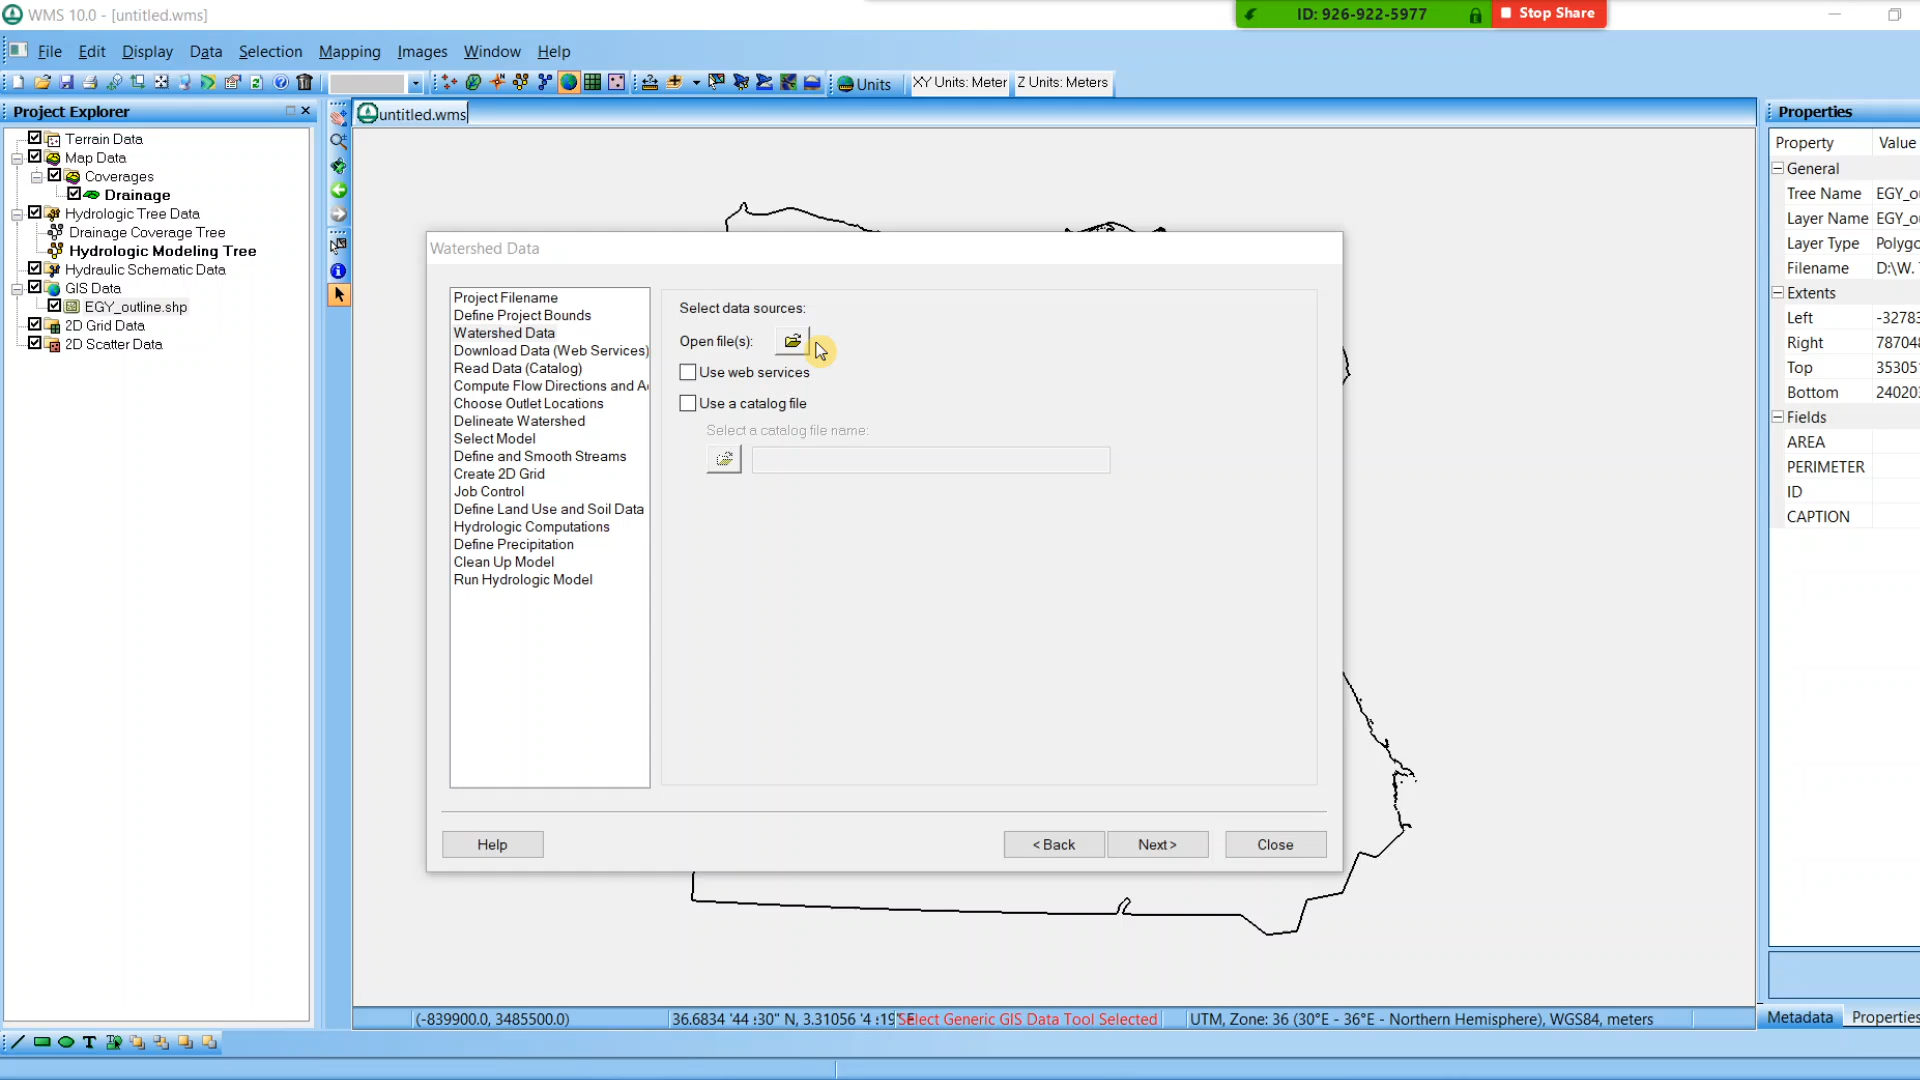 WMS 10.0 - [untitled.wms]
ID: 926-922-5977
Stop Share
File Edit Display Data Selection Mapping Images Window Help
Units
XY Units: Meter
Z Units: Meters
Project Explorer
untitled.wms
Properties
Terrain Data
Map Data
Coverages
Drainage
Hydrologic Tree Data
Drainage Coverage Tree
Hydrologic Modeling Tree
Hydraulic Schematic Data
GIS Data
EGY_outline.shp
2D Grid Data
2D Scatter Data
Watershed Data
Project Filename
Define Project Bounds
Watershed Data
Download Data (Web Services)
Read Data (Catalog)
Compute Flow Directions and A
Choose Outlet Locations
Delineate Watershed
Select Model
Define and Smooth Streams
Create 2D Grid
Job Control
Define Land Use and Soil Data
Hydrologic Computations
Define Precipitation
Clean Up Model
Run Hydrologic Model
Select data sources:
Open file(s):
Use web services
Use a catalog file
Select a catalog file name:
Help
< Back
Next >
Close
Property Value
General
Tree Name EGY_o
Layer Name EGY_o
Layer Type Polygo
Filename D:\W.
Extents
Left -32783
Right 787048
Top 35305
Bottom 24020
Fields
AREA
PERIMETER
ID
CAPTION
Metadata
Properties
(-839900.0, 3485500.0)
36.6834 '44 :30" N, 3.31056 '4 :19"
Select Generic GIS Data Tool Selected
UTM, Zone: 36 (30°E - 36°E - Northern Hemisphere), WGS84, meters